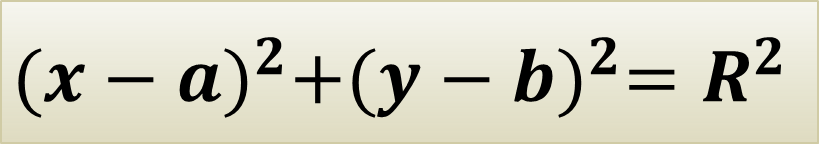 (x − a)²+(y − b)²= R²